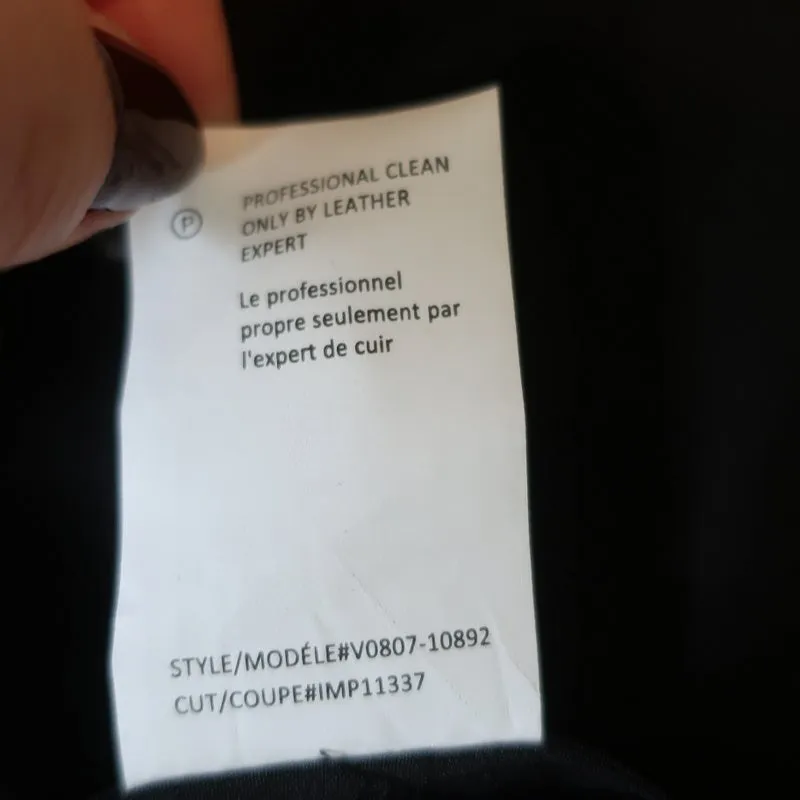 Ⓟ PROFESSIONAL CLEAN
ONLY BY LEATHER
EXPERT
Le professionnel
propre seulement par
l'expert de cuir
STYLE/MODÉLE#V0807-10892
CUT/COUPE#IMP11337